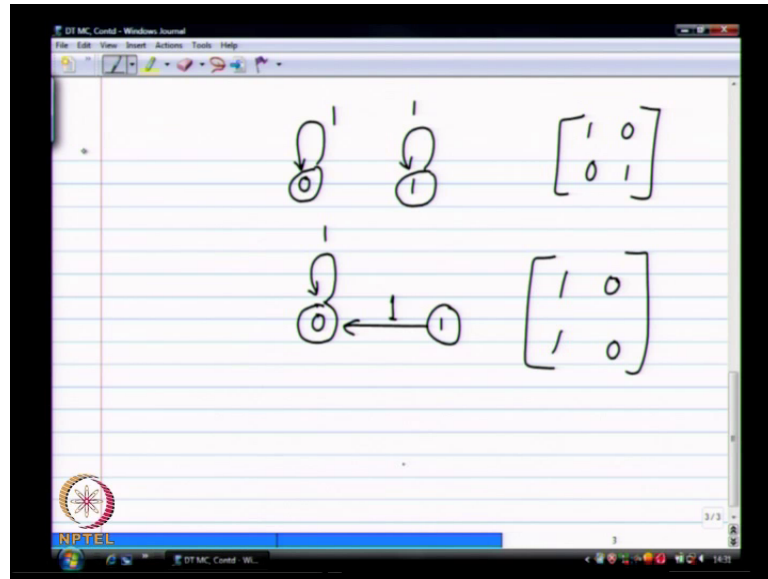 DT MC, Contd - Windows Journal
File Edit View Insert Actions Tools Help
1 1
0 1
1 0
0 1
1
0 1 1
1 0
1 0
3/3
NPTEL
3
DT MC, Contd - Wi...
14:31